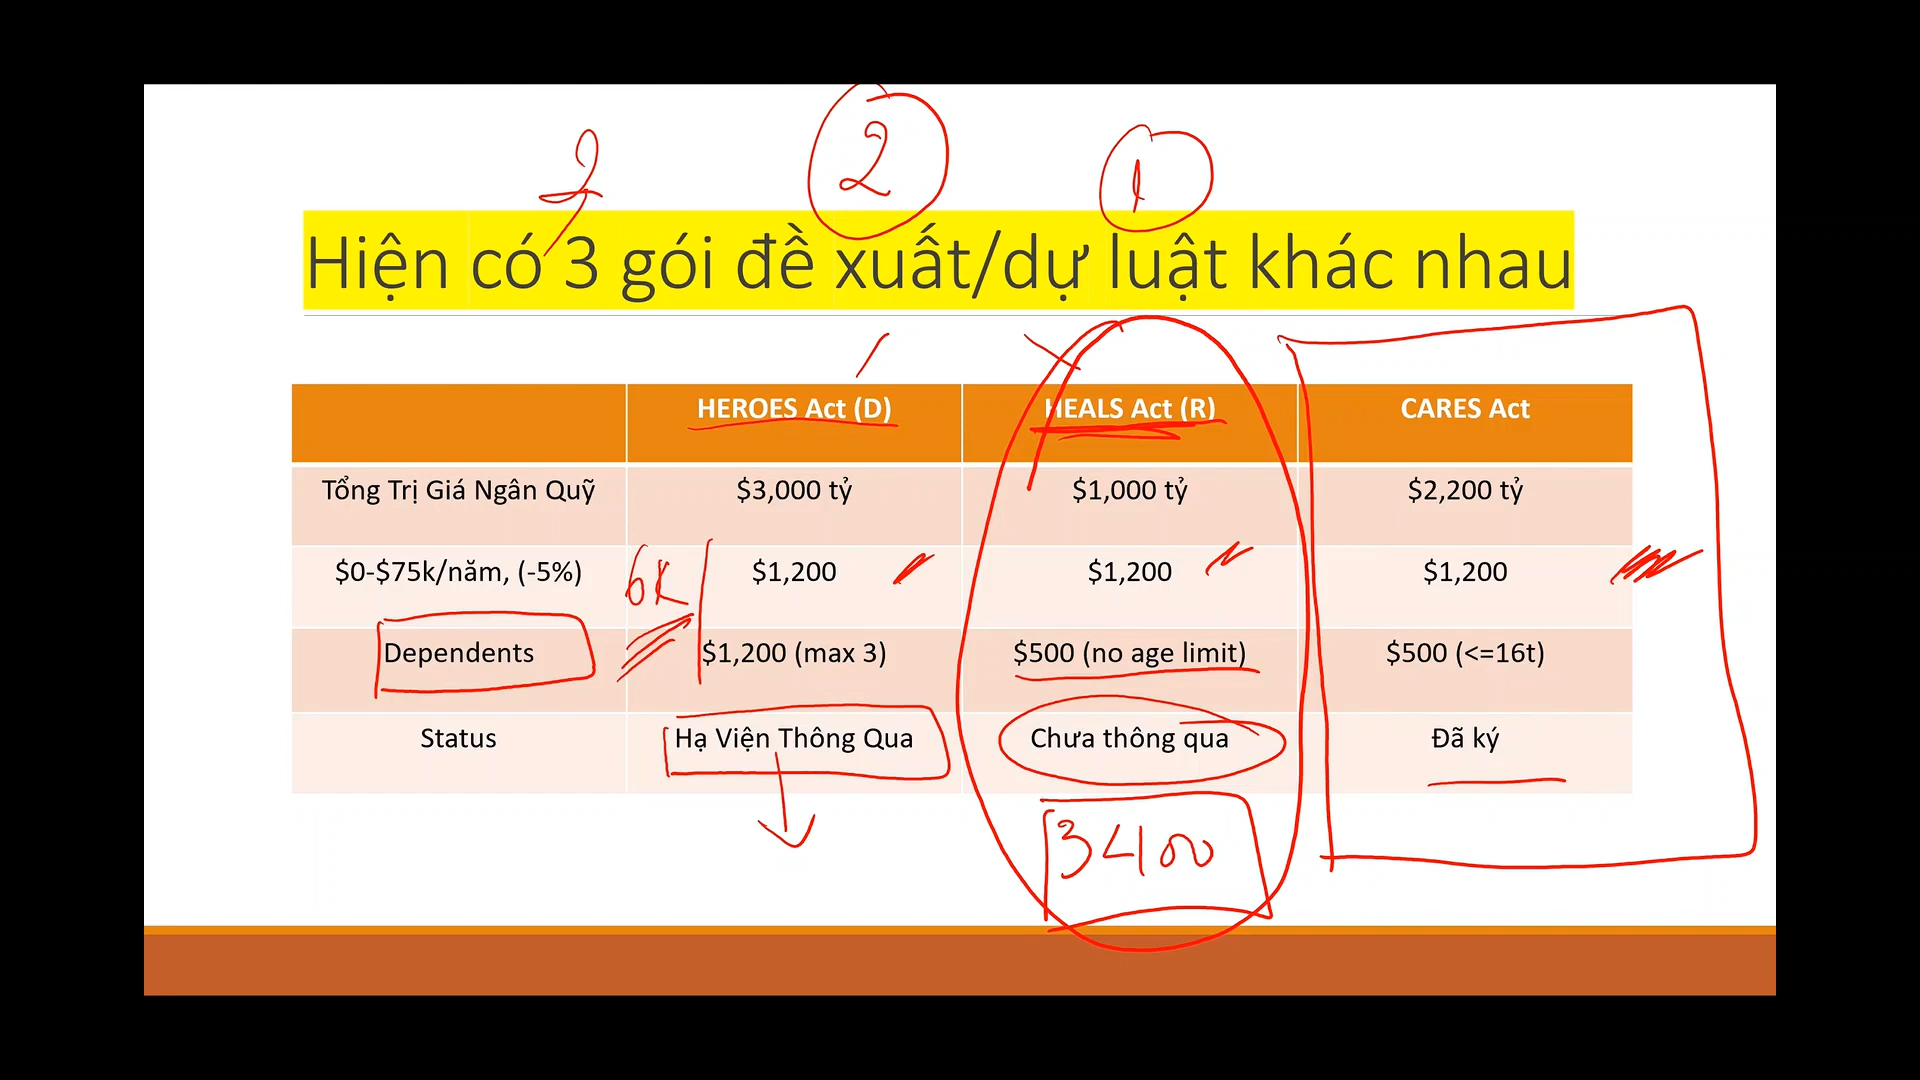 2 2 1
Hiện có 3 gói đề xuất/dự luật khác nhau
HEROES Act (D) HEALS Act (R) CARES Act
Tổng Trị Giá Ngân Quỹ $3,000 tỷ $1,000 tỷ $2,200 tỷ
$0-$75k/năm, (-5%) 6K $1,200 $1,200 $1,200
Dependents $1,200 (max 3) $500 (no age limit) $500 (<=16t)
Status Hạ Viện Thông Qua Chưa thông qua Đã ký
3400